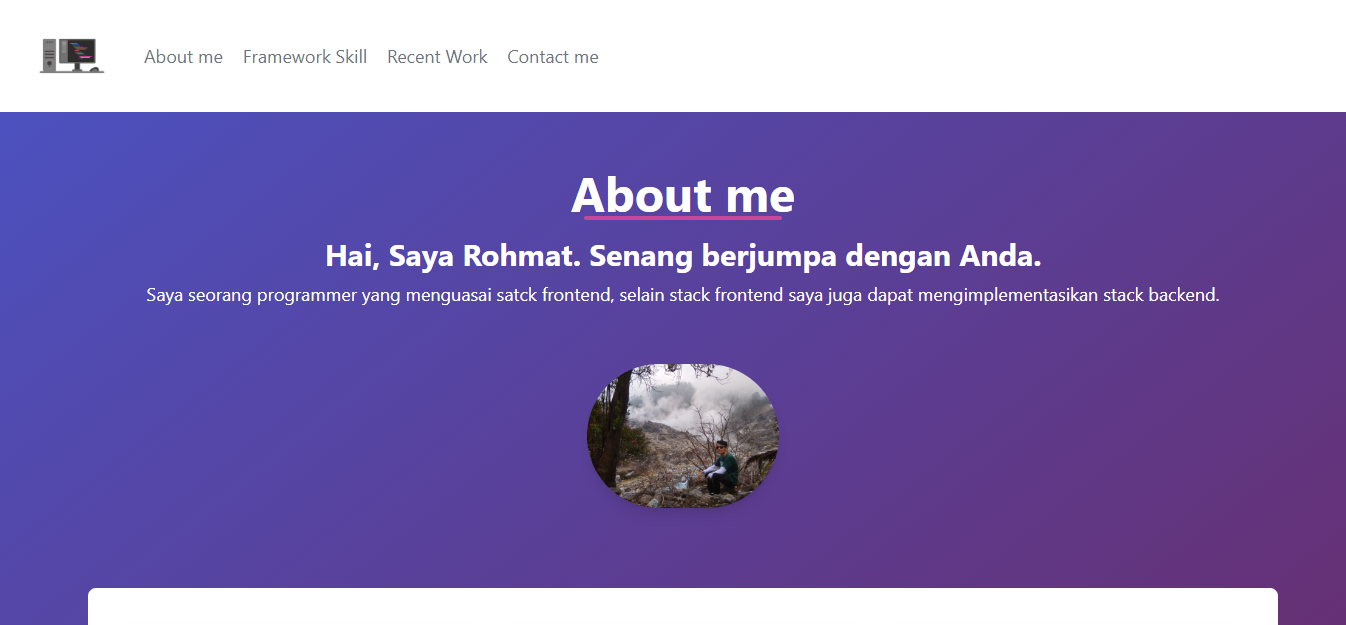 About me Framework Skill Recent Work Contact me
About me
Hai, Saya Rohmat. Senang berjumpa dengan Anda.
Saya seorang programmer yang menguasai satck frontend, selain stack frontend saya juga dapat mengimplementasikan stack backend.